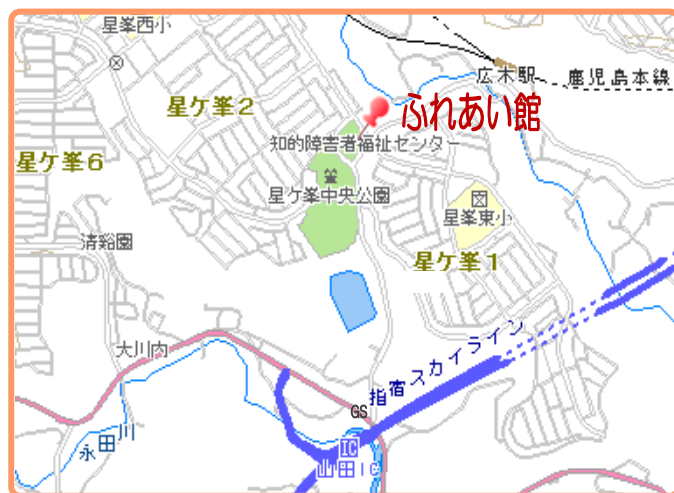 星峯西小
広木駅
鹿児島本線
星ケ峯2
ふれあい館
知的障害者福祉センター
星ケ峯6
星ケ峯中央公園
星峯東小
清谿園
星ケ峯1
大川内
指宿スカイライン
GS
永田川
IC
山田IC